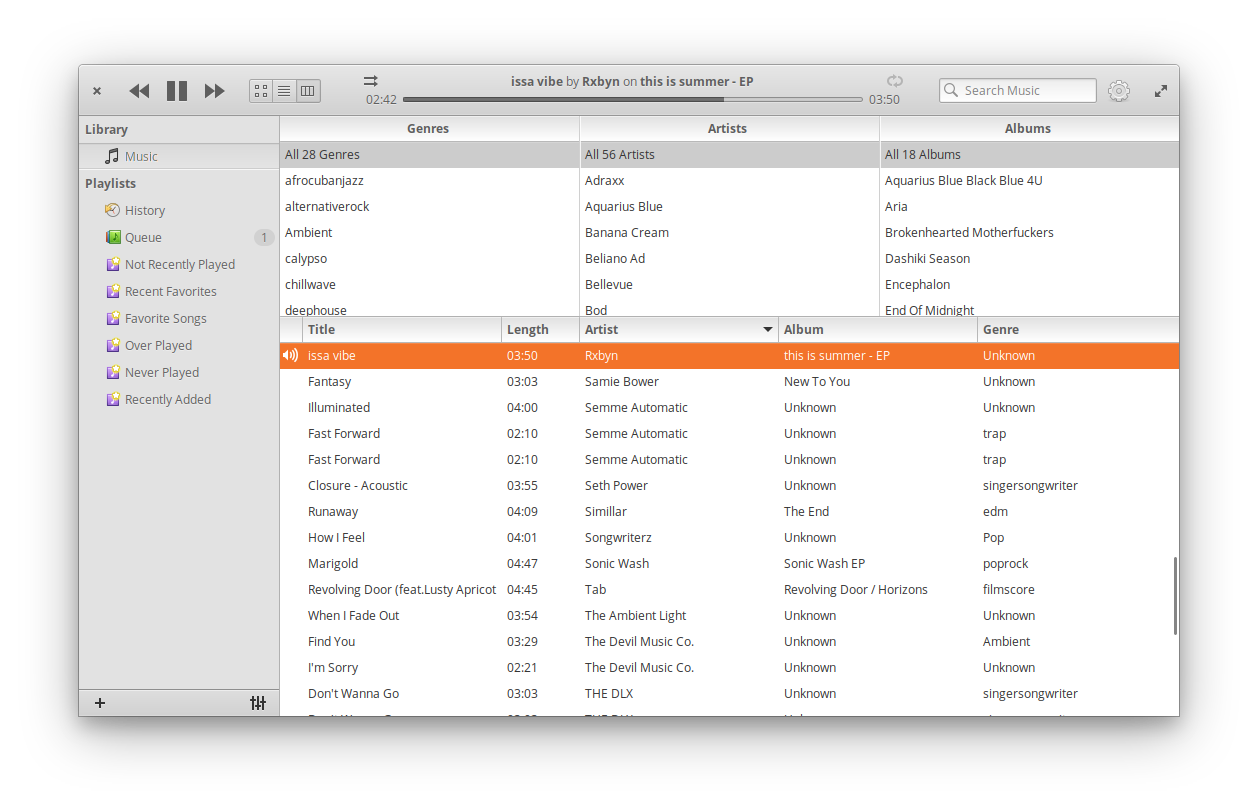 issa vibe by Rxbyn on this is summer - EP
02:42 03:50
Search Music
Library
Music
Playlists
History
Queue 1
Not Recently Played
Recent Favorites
Favorite Songs
Over Played
Never Played
Recently Added
Genres Artists Albums
All 28 Genres All 56 Artists All 18 Albums
afrocubanjazz Adraxx Aquarius Blue Black Blue 4U
alternativerock Aquarius Blue Aria
Ambient Banana Cream Brokenhearted Motherfuckers
calypso Beliano Ad Dashiki Season
chillwave Bellevue Encephalon
deephouse Bod End Of Midnight
Title Length Artist Album Genre
issa vibe 03:50 Rxbyn this is summer - EP Unknown
Fantasy 03:03 Samie Bower New To You Unknown
Illuminated 04:00 Semme Automatic Unknown Unknown
Fast Forward 02:10 Semme Automatic Unknown trap
Fast Forward 02:10 Semme Automatic Unknown trap
Closure - Acoustic 03:55 Seth Power Unknown singersongwriter
Runaway 04:09 Simillar The End edm
How I Feel 04:01 Songwriterz Unknown Pop
Marigold 04:47 Sonic Wash Sonic Wash EP poprock
Revolving Door (feat.Lusty Apricot 04:45 Tab Revolving Door / Horizons filmscore
When I Fade Out 03:54 The Ambient Light Unknown Unknown
Find You 03:29 The Devil Music Co. Unknown Ambient
I'm Sorry 02:21 The Devil Music Co. Unknown Unknown
Don't Wanna Go 03:03 THE DLX Unknown singersongwriter